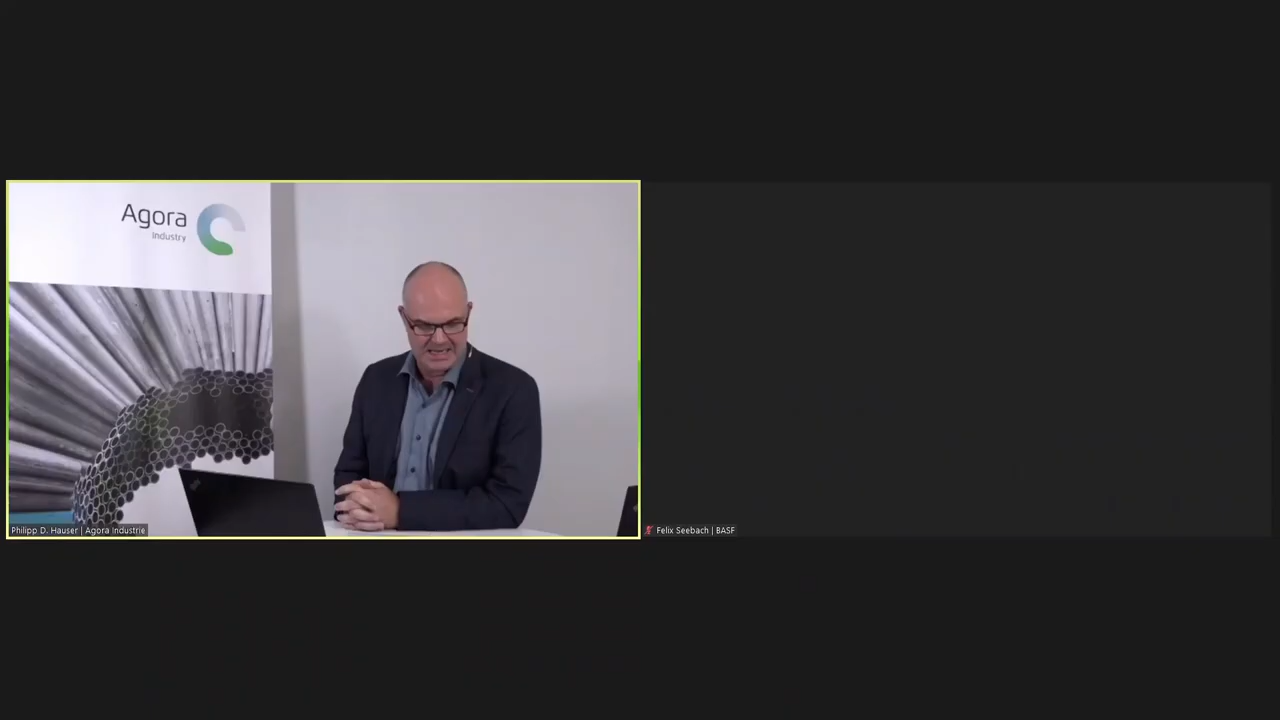 Agora
Industry
Philipp D. Hauser | Agora Industrie
Felix Seebach | BASF